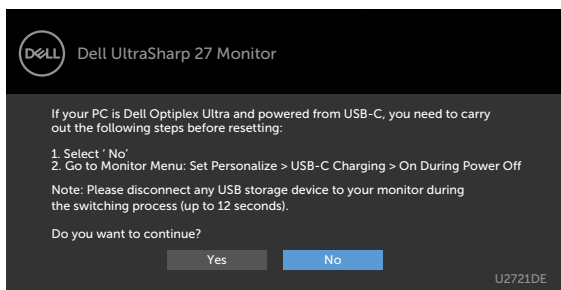 DELL
Dell UltraSharp 27 Monitor
If your PC is Dell Optiplex Ultra and powered from USB-C, you need to carry
out the following steps before resetting:
1. Select ‘ No’
2. Go to Monitor Menu: Set Personalize > USB-C Charging > On During Power Off
Note: Please disconnect any USB storage device to your monitor during
the switching process (up to 12 seconds).
Do you want to continue?
Yes No
U2721DE